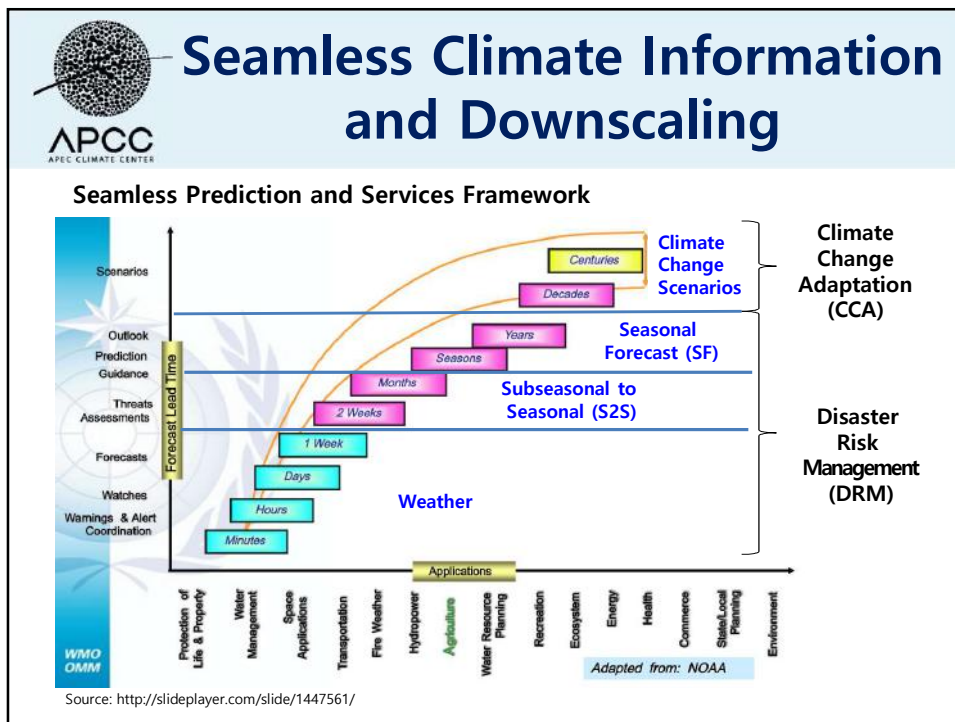 APCC
APEC CLIMATE CENTER
Seamless Climate Information
and Downscaling
Seamless Prediction and Services Framework
Forecast Lead Time
Scenarios
Outlook
Prediction
Guidance
Threats
Assessments
Forecasts
Watches
Warnings & Alert
Coordination
Centuries
Decades
Years
Seasons
Months
2 Weeks
1 Week
Days
Hours
Minutes
Climate
Change
Scenarios
Seasonal
Forecast (SF)
Subseasonal to
Seasonal (S2S)
Weather
Climate
Change
Adaptation
(CCA)
Disaster
Risk
Management
(DRM)
Applications
Protection of
Life & Property
Water
Management
Space
Applications
Transportation
Fire Weather
Hydropower
Agriculture
Water Resource
Planning
Recreation
Ecosystem
Energy
Health
Commerce
State/Local
Planning
Environment
WMO
OMM
Adapted from: NOAA
Source: http://slideplayer.com/slide/1447561/